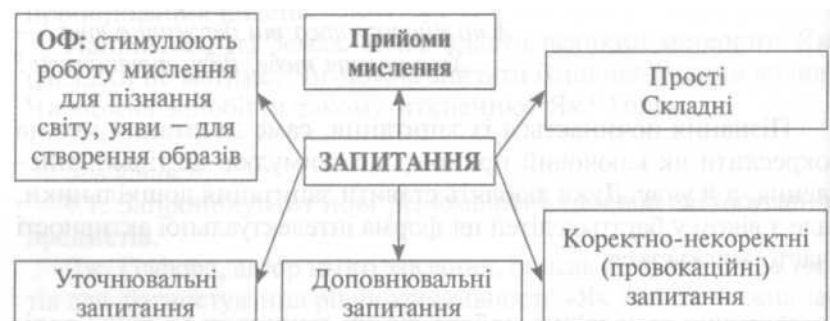 ОФ: стимулюють
роботу мислення
для пізнання
світу, уяви — для
створення образів
Прийоми
мислення
Прості
Складні
ЗАПИТАННЯ
Уточнювальні
запитання
Доповнювальні
запитання
Коректно-некоректні
(провокаційні)
запитання